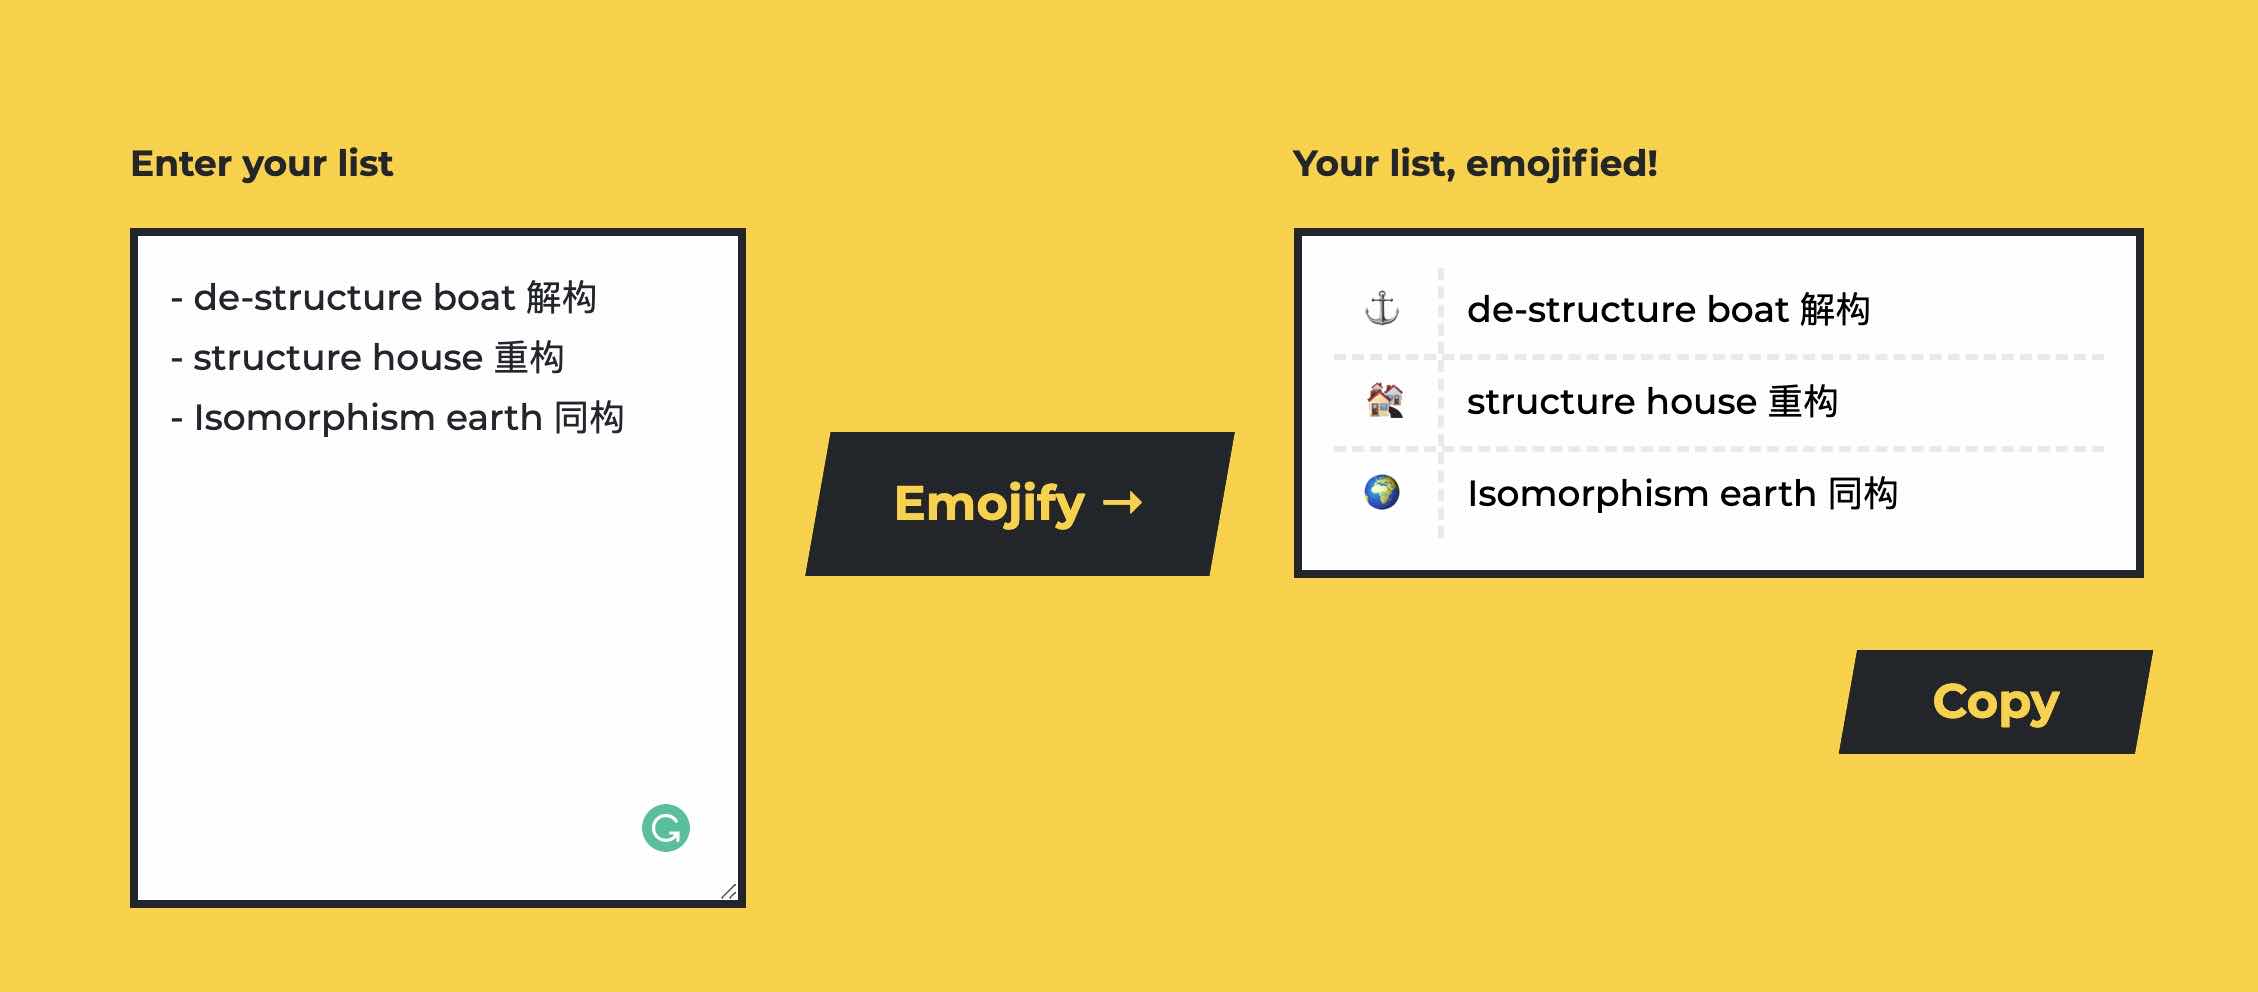 Enter your list
- de-structure boat 解构
- structure house 重构
- Isomorphism earth 同构
Emojify →
Your list, emojified!
⚓ de-structure boat 解构
🏘 structure house 重构
🌍 Isomorphism earth 同构
Copy